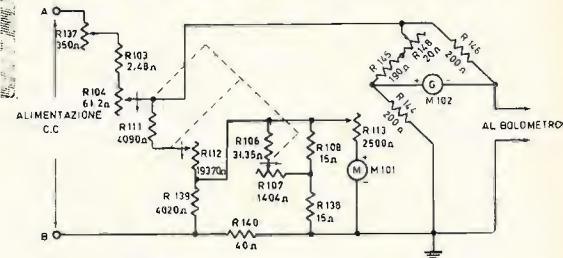 A
R137
350Ω
R103
2.48Ω
R104
61.2Ω
ALIMENTAZIONE
C.C
R111
4090Ω
R112
19370Ω
R139
4020Ω
B
R140
40Ω
R106
31.35Ω
R107
1404Ω
R108
15Ω
R138
15Ω
R113
2500Ω
+
M
M101
−
R145
190Ω
R148
20Ω
R146
200Ω
+
G
−
M102
R144
200Ω
AL BOLOMETRO